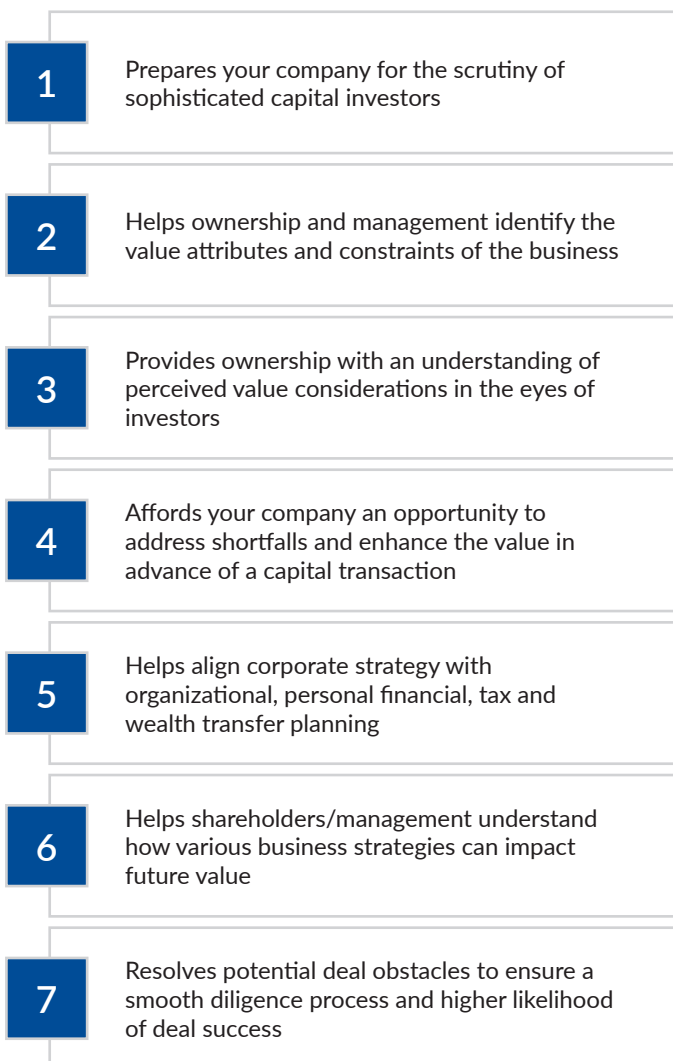 1
Prepares your company for the scrutiny of
sophisticated capital investors
2
Helps ownership and management identify the
value attributes and constraints of the business
3
Provides ownership with an understanding of
perceived value considerations in the eyes of
investors
4
Affords your company an opportunity to
address shortfalls and enhance the value in
advance of a capital transaction
5
Helps align corporate strategy with
organizational, personal financial, tax and
wealth transfer planning
6
Helps shareholders/management understand
how various business strategies can impact
future value
7
Resolves potential deal obstacles to ensure a
smooth diligence process and higher likelihood
of deal success